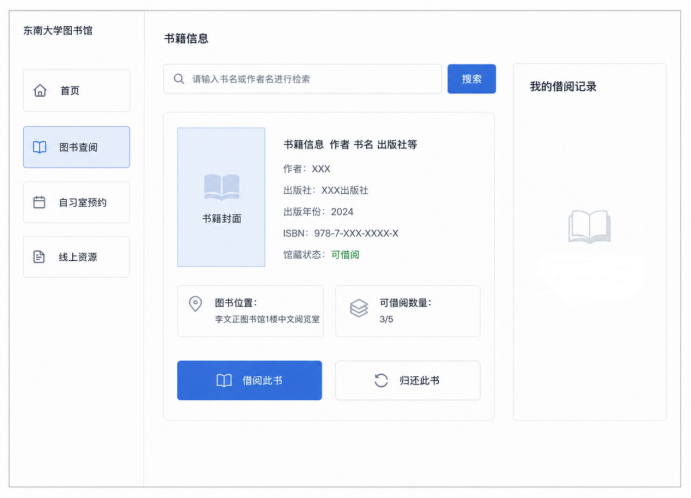 东南大学图书馆
首页
图书查阅
自习室预约
线上资源
书籍信息
请输入书名或作者名进行检索
搜索
书籍封面
书籍信息 作者 书名 出版社等
作者：XXX
出版社：XXX出版社
出版年份：2024
ISBN：978-7-XXX-XXXX-X
馆藏状态：可借阅
图书位置：
李文正图书馆1楼中文阅览室
可借阅数量：
3/5
借阅此书
归还此书
我的借阅记录